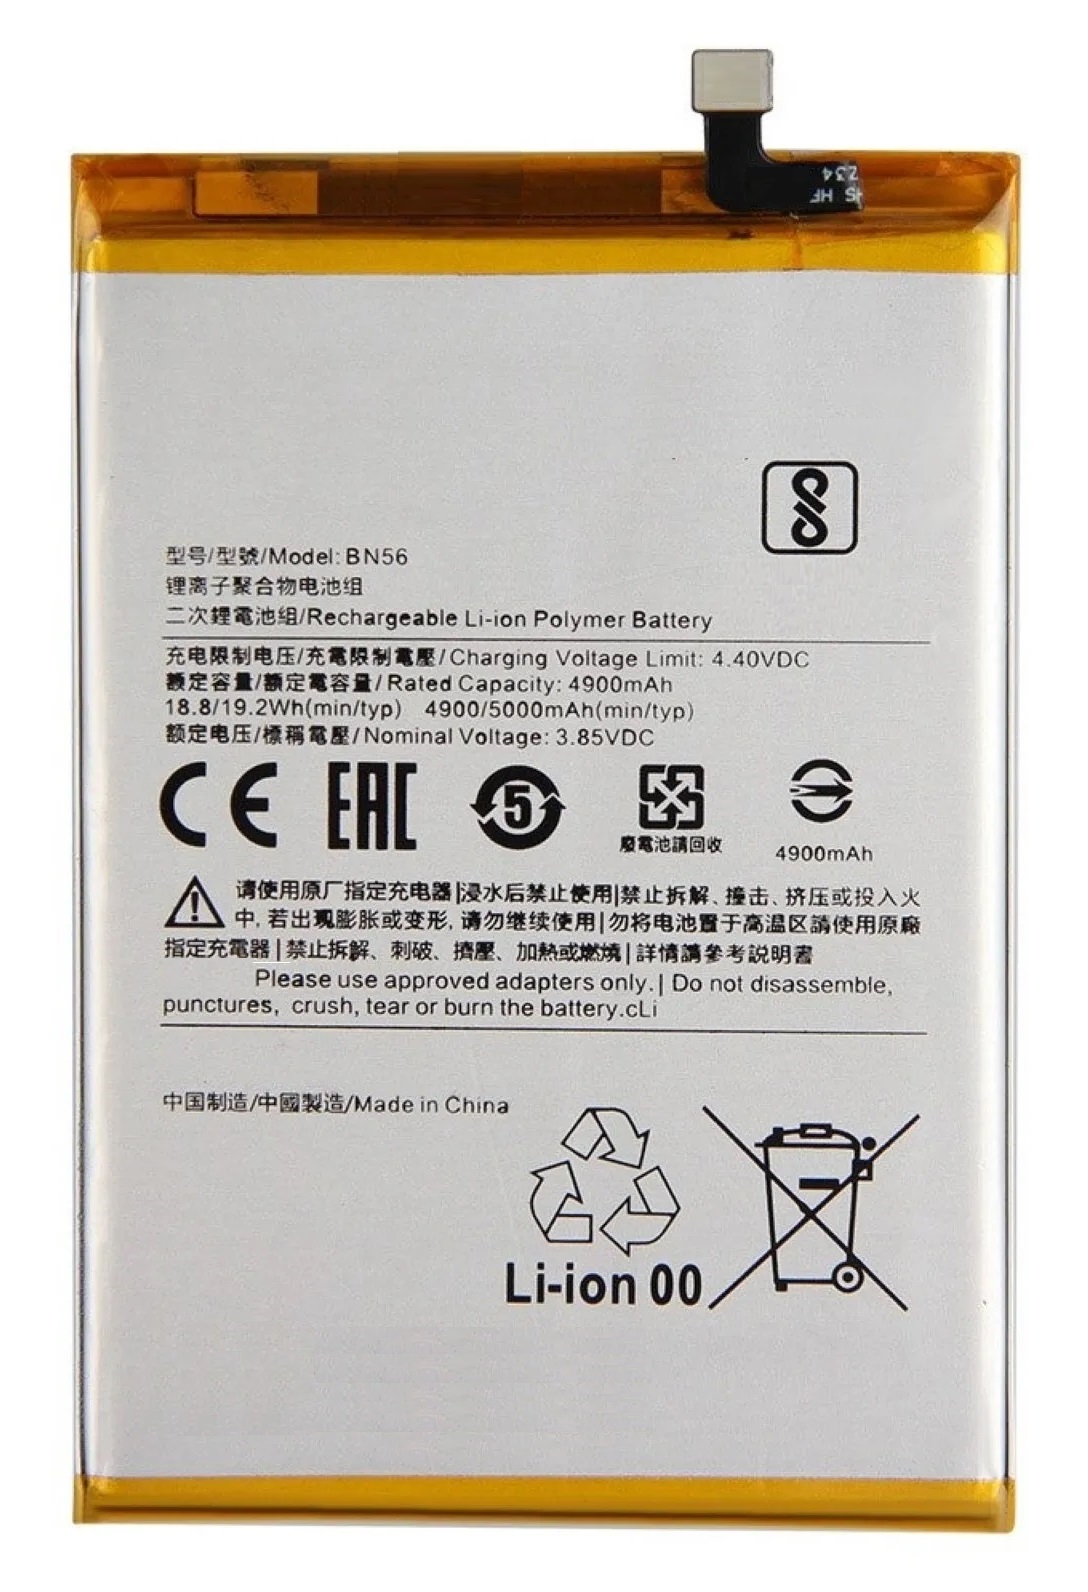 234
HS HF
型号/型號/Model: BN56
锂离子聚合物电池组
二次鋰電池組/Rechargeable Li-ion Polymer Battery
充电限制电压/充電限制電壓/Charging Voltage Limit: 4.40VDC
额定容量/額定電容量/Rated Capacity: 4900mAh
18.8/19.2Wh(min/typ) 4900/5000mAh(min/typ)
额定电压/標稱電壓/Nominal Voltage: 3.85VDC
CE EAC 5
廢電池請回收
4900mAh
请使用原厂指定充电器|浸水后禁止使用|禁止拆解、撞击、挤压或投入火
中, 若出现膨胀或变形, 请勿继续使用|勿将电池置于高温区請使用原廠
指定充電器|禁止拆解、刺破、擠壓、加熱或燃燒|詳情請參考説明書
Please use approved adapters only.| Do not disassemble,
punctures, crush, tear or burn the battery.cLi
中国制造/中國製造/Made in China
Li-ion 00